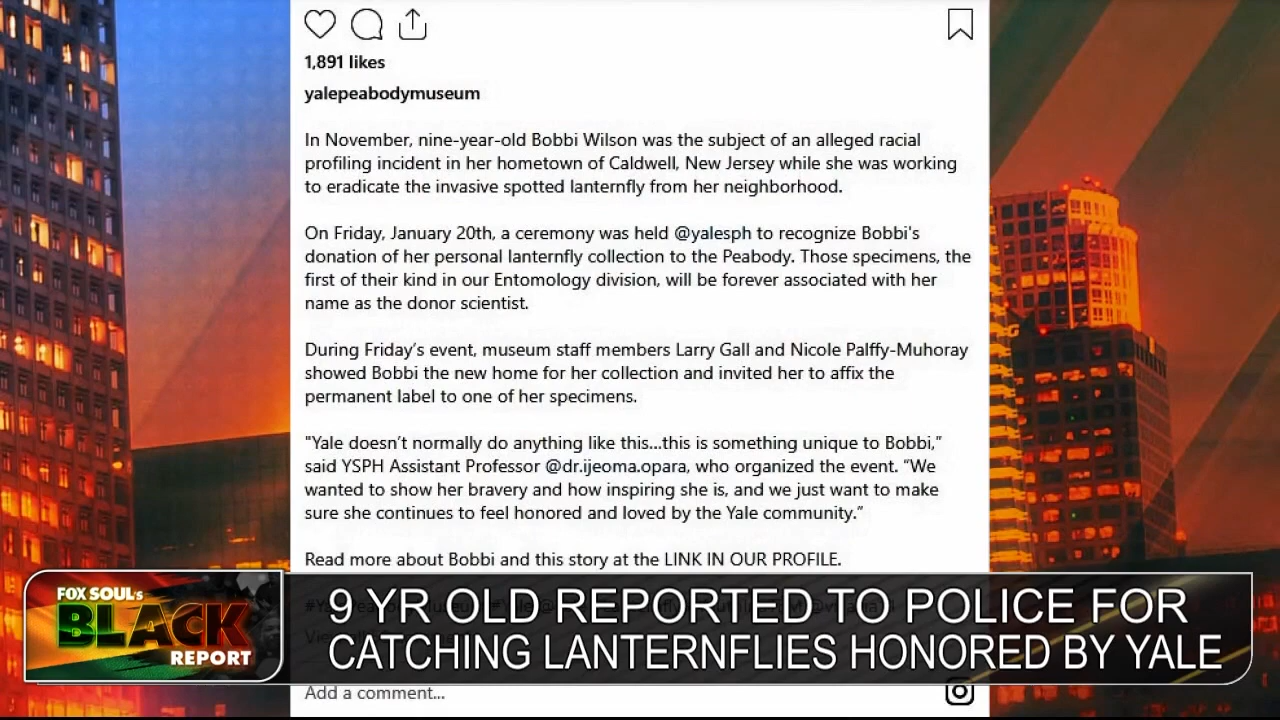 1,891 likes
yalepeabodymuseum
In November, nine-year-old Bobbi Wilson was the subject of an alleged racial
profiling incident in her hometown of Caldwell, New Jersey while she was working
to eradicate the invasive spotted lanternfly from her neighborhood.
On Friday, January 20th, a ceremony was held @yalesph to recognize Bobbi's
donation of her personal lanternfly collection to the Peabody. Those specimens, the
first of their kind in our Entomology division, will be forever associated with her
name as the donor scientist.
During Friday’s event, museum staff members Larry Gall and Nicole Palffy-Muhoray
showed Bobbi the new home for her collection and invited her to affix the
permanent label to one of her specimens.
"Yale doesn’t normally do anything like this...this is something unique to Bobbi,”
said YSPH Assistant Professor @dr.ijeoma.opara, who organized the event. “We
wanted to show her bravery and how inspiring she is, and we just want to make
sure she continues to feel honored and loved by the Yale community.”
Read more about Bobbi and this story at the LINK IN OUR PROFILE.
FOX SOUL's
BLACK
REPORT
9 YR OLD REPORTED TO POLICE FOR
CATCHING LANTERNFLIES HONORED BY YALE
Add a comment...